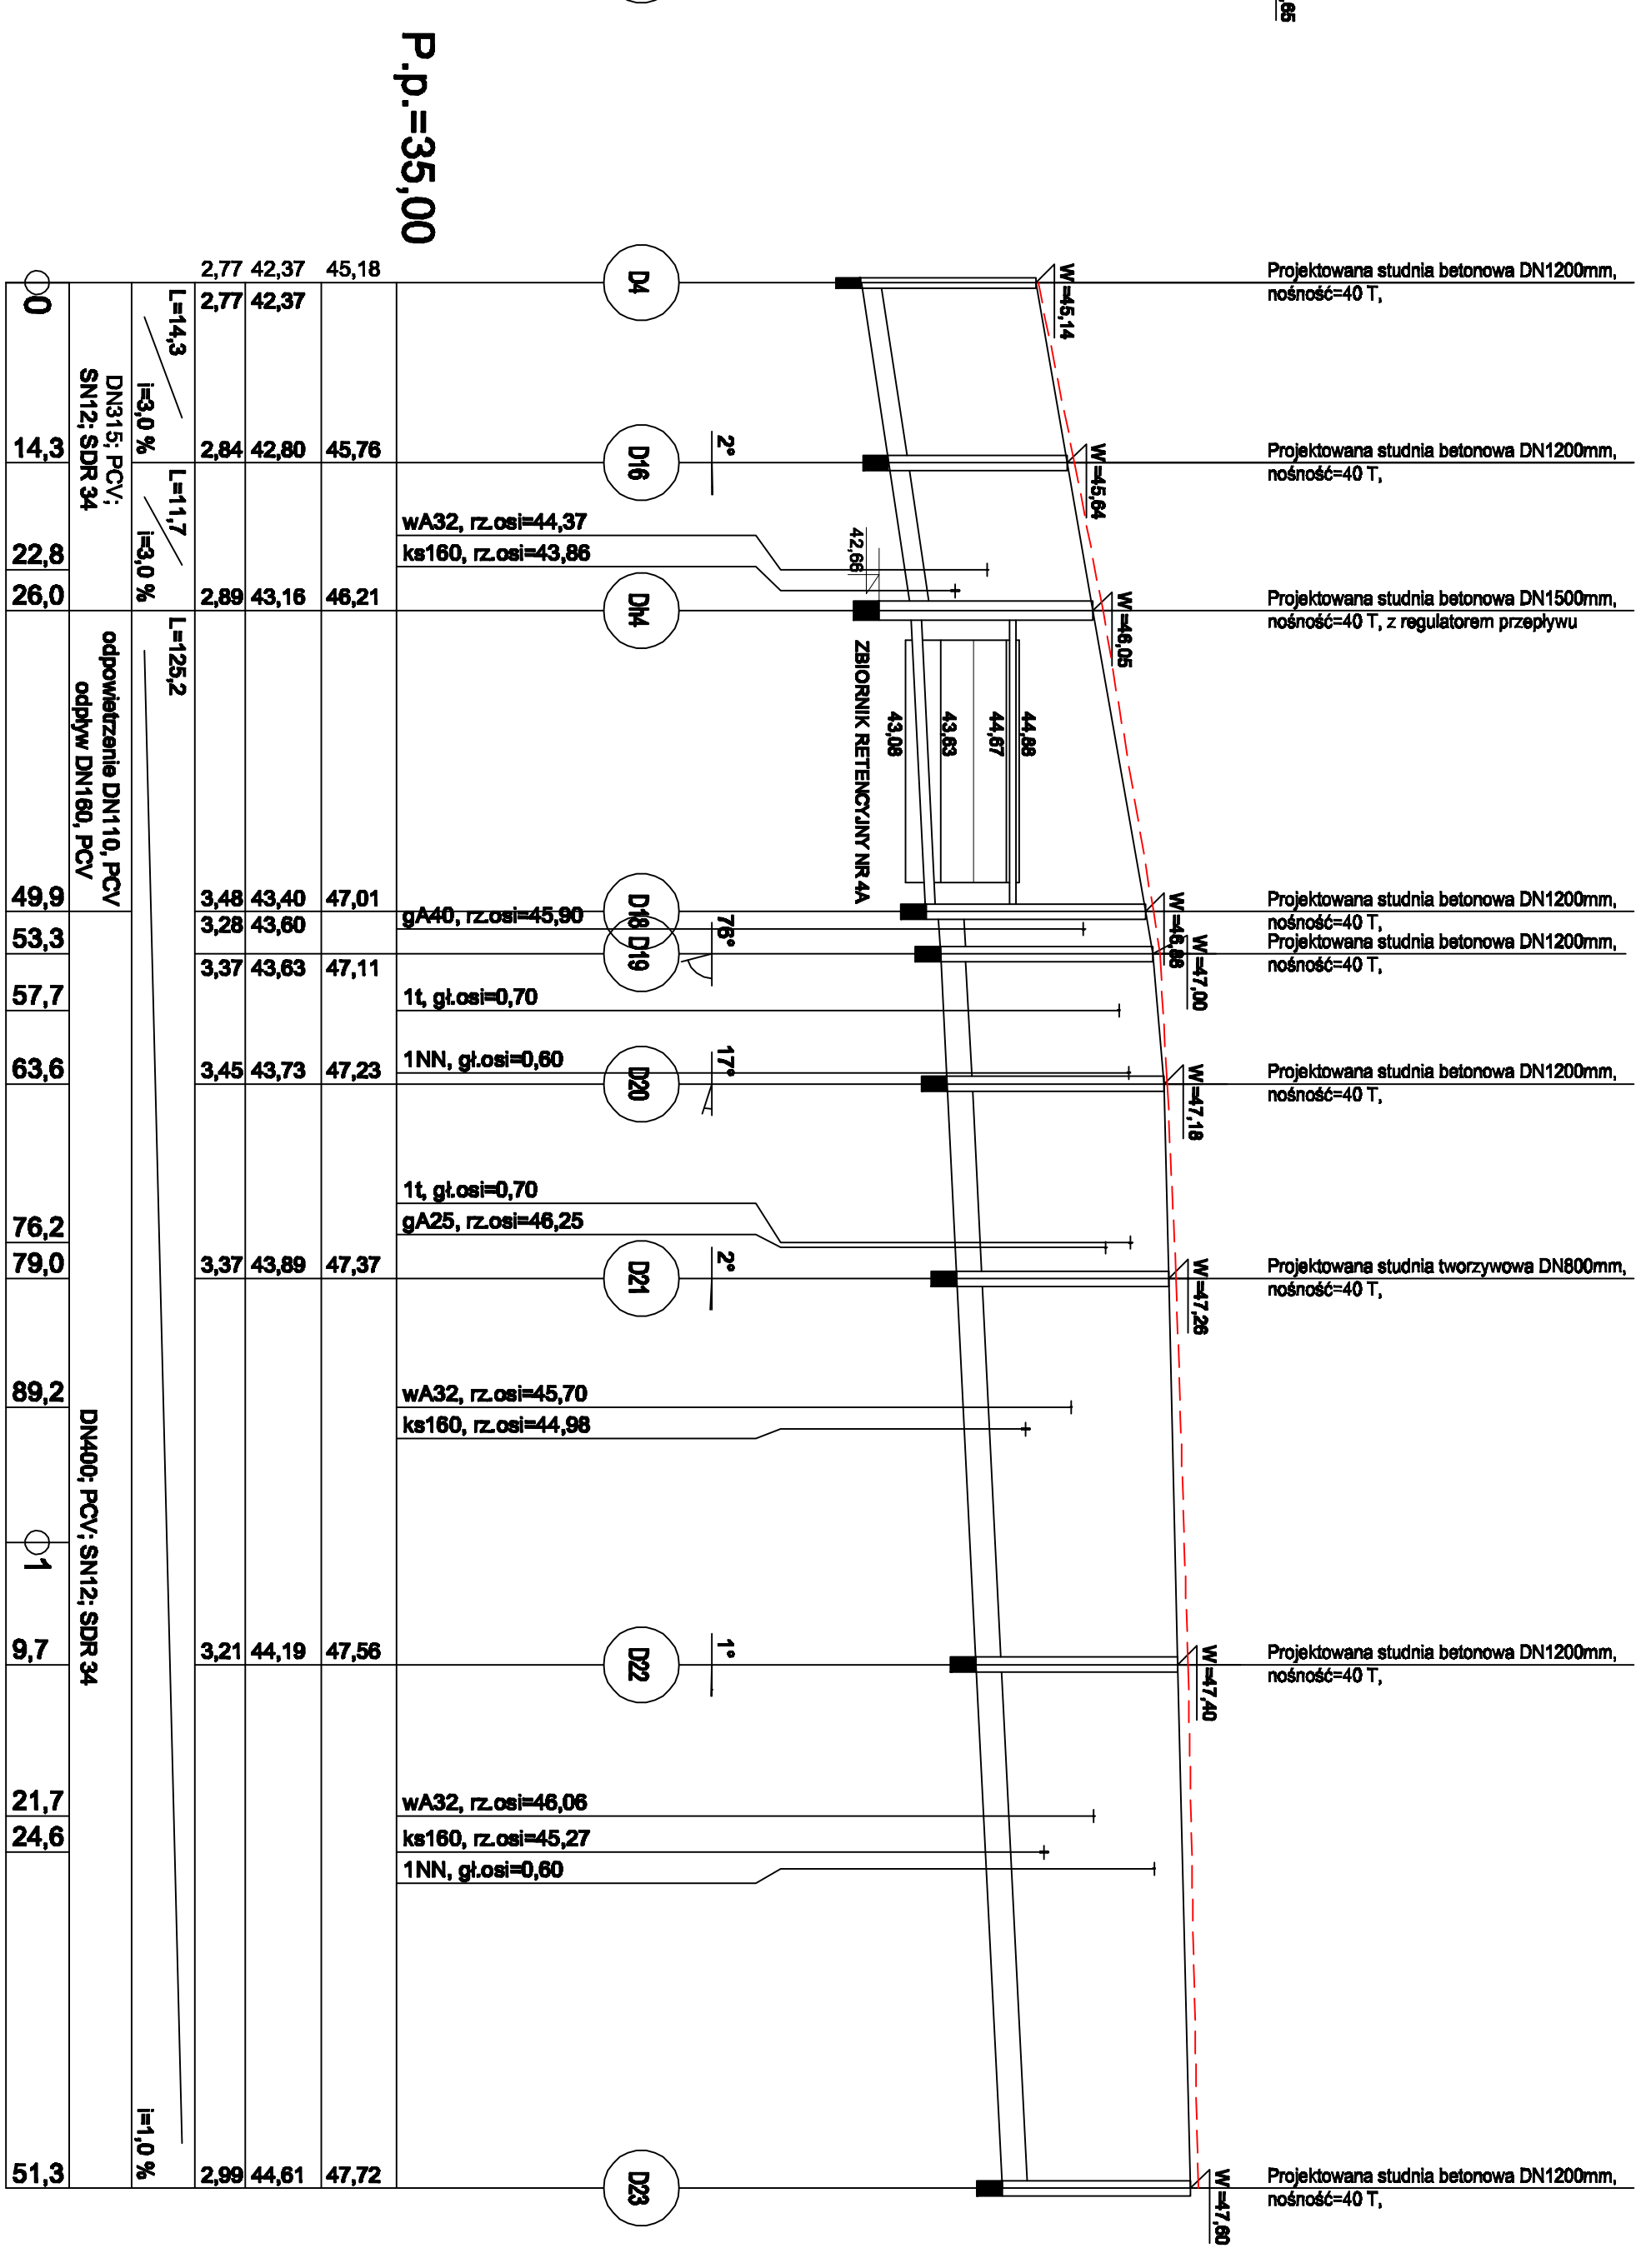 ,65
P.p.=35,00
2,77 42,37 45,18
2,77 42,37
0
L=14,3
i=3,0 %
DN315; PCV;
SN12; SDR 34
D4
W=45,14
Projektowana studnia betonowa DN1200mm,
nośność=40 T,
14,3
2,84 42,80 45,76
D16
2°
W=45,64
Projektowana studnia betonowa DN1200mm,
nośność=40 T,
L=11,7
i=3,0 %
wA32, rz.osi=44,37
ks160, rz.osi=43,86
42,66
22,8
26,0
2,89 43,16 46,21
Dh4
W=46,05
Projektowana studnia betonowa DN1500mm,
nośność=40 T, z regulatorem przepływu
L=125,2
odpowietrzenie DN110, PCV
odpływ DN160, PCV
ZBIORNIK RETENCYJNY NR 4A
43,08
43,63
44,67
44,88
49,9
3,48 43,40 47,01
3,28 43,60
D18
gA40, rz.osi=45,90
W=46,88
Projektowana studnia betonowa DN1200mm,
nośność=40 T,
53,3
3,37 43,63 47,11
D19
76°
W=47,00
Projektowana studnia betonowa DN1200mm,
nośność=40 T,
57,7
1t, gł.osi=0,70
63,6
3,45 43,73 47,23
1NN, gł.osi=0,60
D20
17°
W=47,18
Projektowana studnia betonowa DN1200mm,
nośność=40 T,
1t, gł.osi=0,70
gA25, rz.osi=46,25
76,2
79,0
3,37 43,89 47,37
D21
2°
W=47,26
Projektowana studnia tworzywowa DN800mm,
nośność=40 T,
89,2
wA32, rz.osi=45,70
ks160, rz.osi=44,98
DN400; PCV; SN12; SDR 34
1
9,7
3,21 44,19 47,56
D22
1°
W=47,40
Projektowana studnia betonowa DN1200mm,
nośność=40 T,
21,7
wA32, rz.osi=46,06
24,6
ks160, rz.osi=45,27
1NN, gł.osi=0,60
i=1,0 %
51,3
2,99 44,61 47,72
D23
W=47,60
Projektowana studnia betonowa DN1200mm,
nośność=40 T,